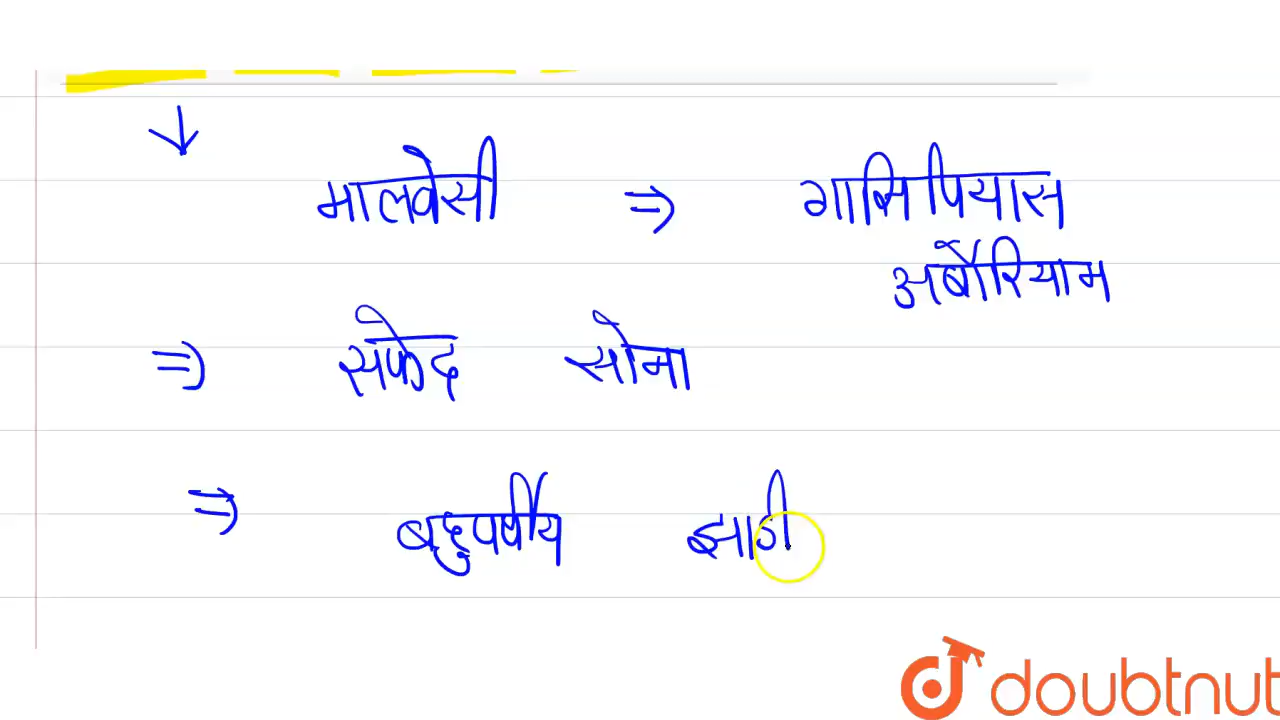 ↓
मालवेसी ⇒ गासिपियास
अर्बोरियाम
⇒ सफेद सोना
⇒ बहुवर्षीय झाडी
doubtnut